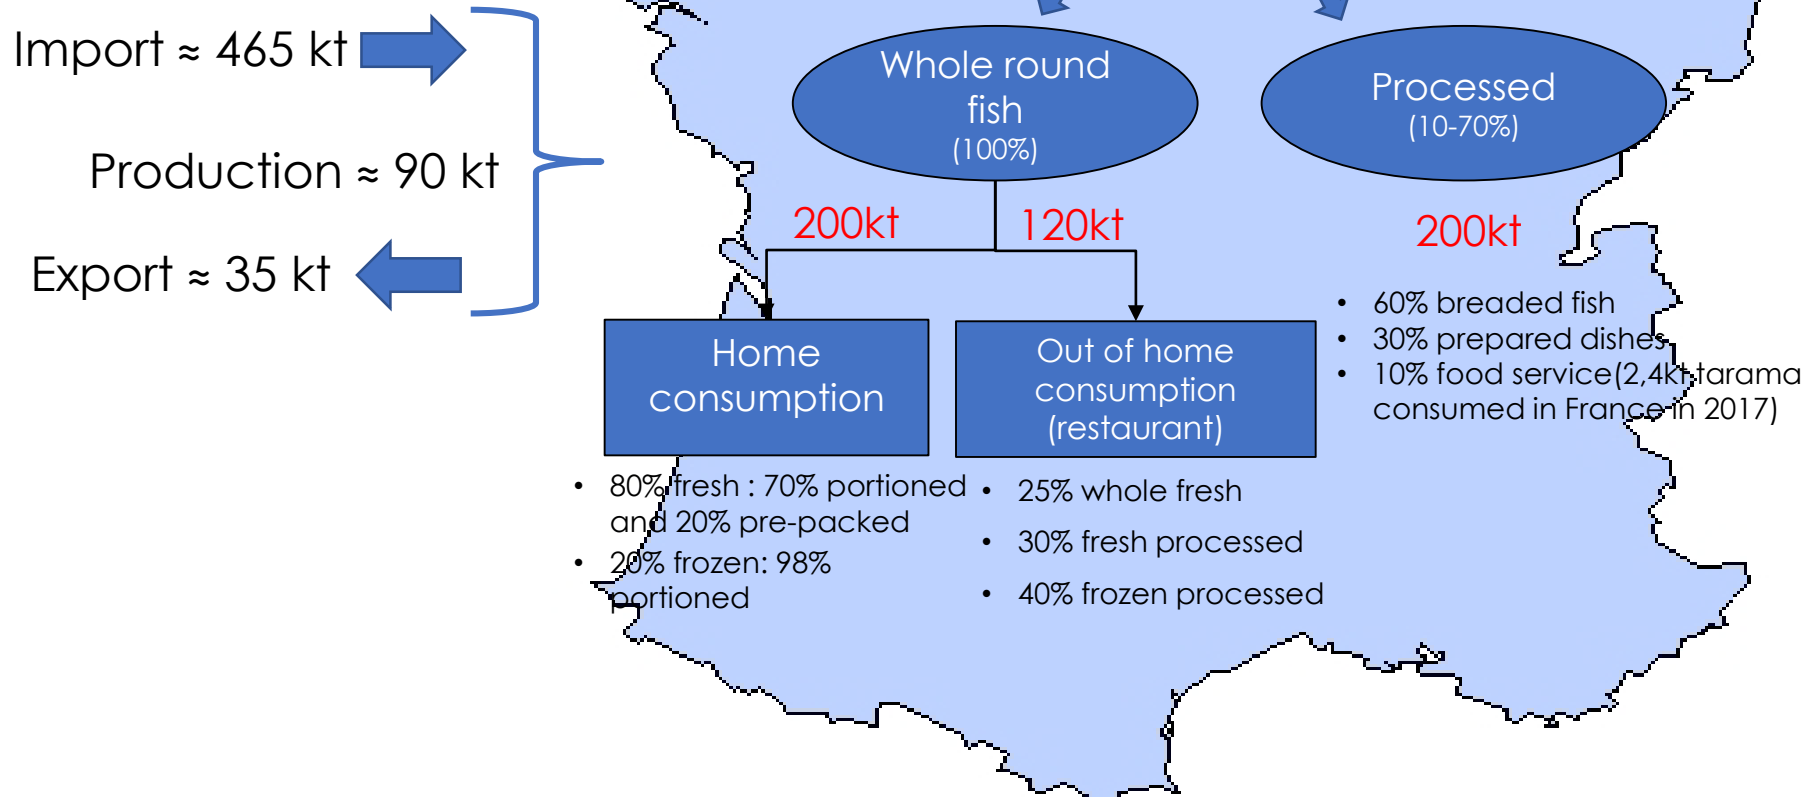 Import ≈ 465 kt
Production ≈ 90 kt
Export ≈ 35 kt
Whole round
fish
(100%)
Processed
(10-70%)
200kt
120kt
200kt
Home
consumption
Out of home
consumption
(restaurant)
• 60% breaded fish
• 30% prepared dishes
• 10% food service(2,4kt tarama
consumed in France in 2017)
• 80% fresh : 70% portioned
and 20% pre-packed
• 20% frozen: 98%
portioned
• 25% whole fresh
• 30% fresh processed
• 40% frozen processed